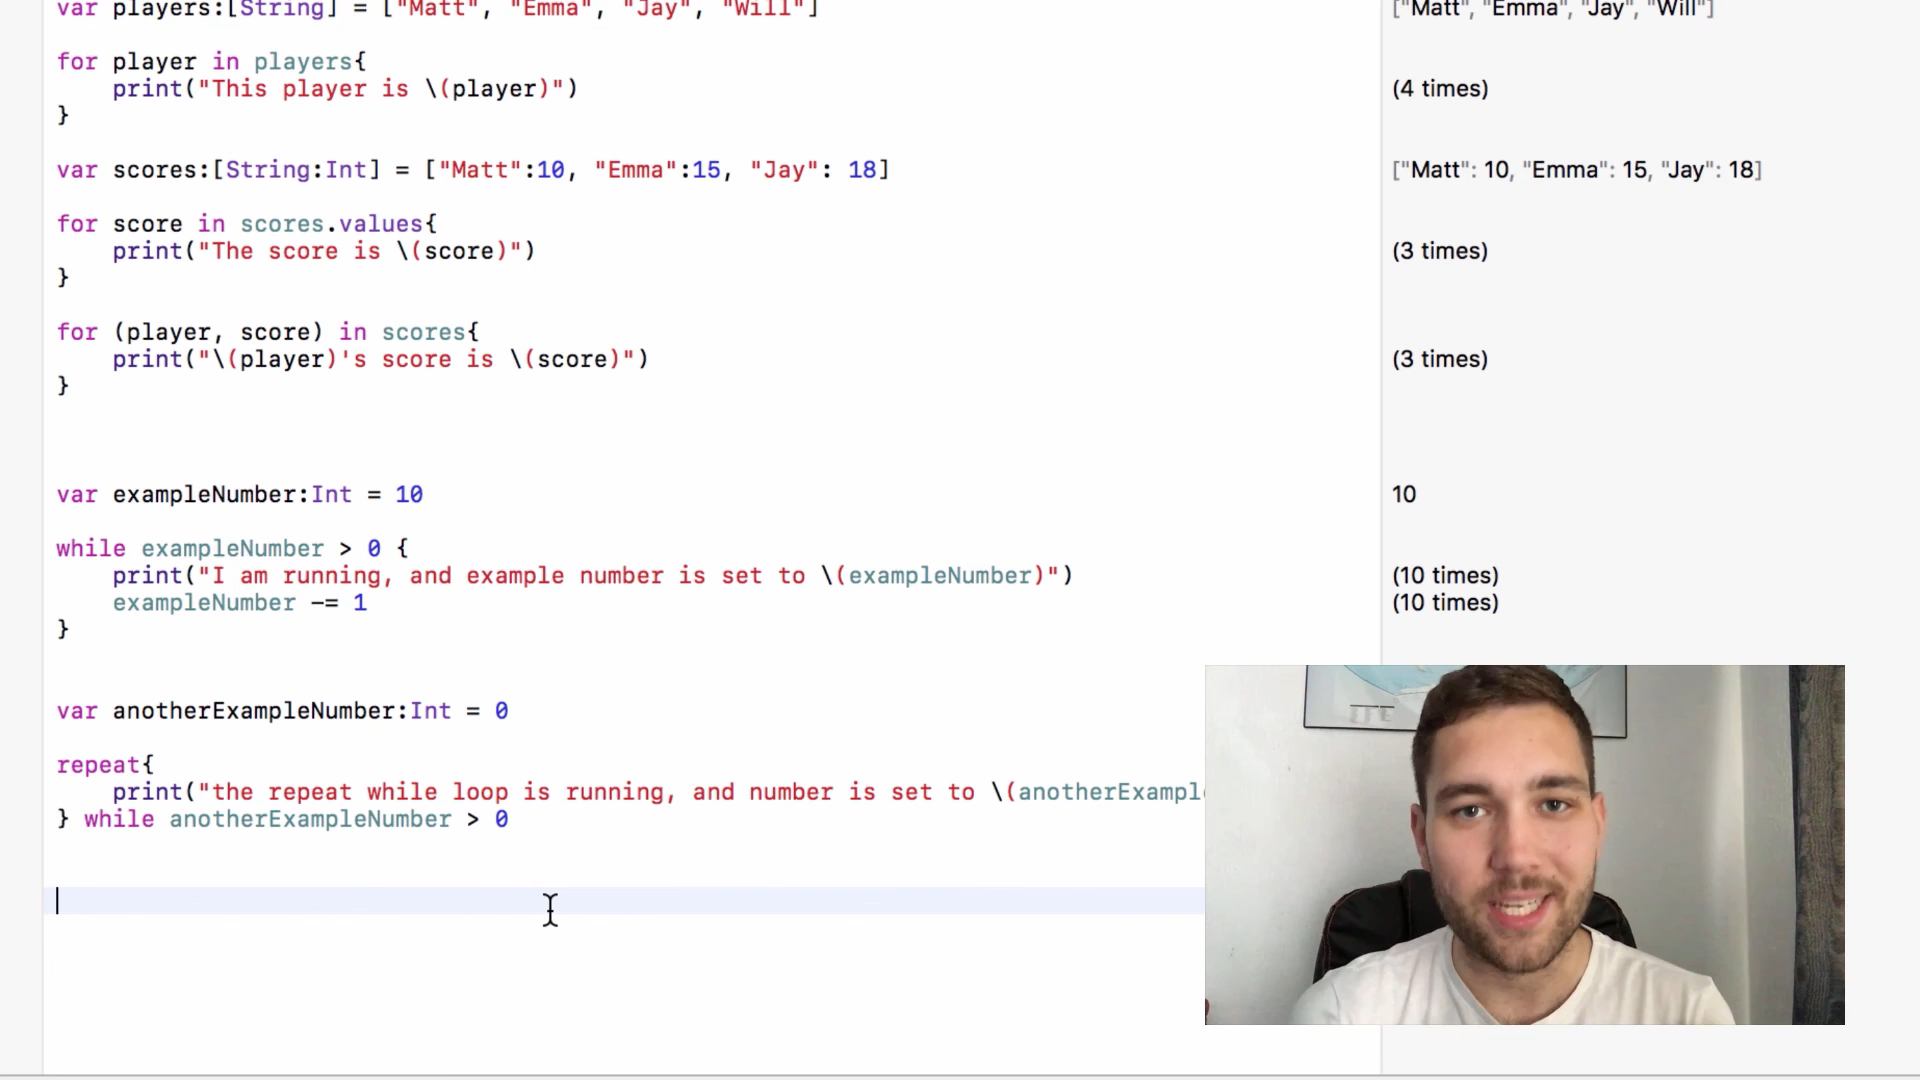 var players:[String] = ["Matt", "Emma", "Jay", "Will"]
["Matt", "Emma", "Jay", "Will"]
for player in players{
print("This player is \(player)")
(4 times)
}
var scores:[String:Int] = ["Matt":10, "Emma":15, "Jay": 18]
["Matt": 10, "Emma": 15, "Jay": 18]
for score in scores.values{
print("The score is \(score)")
(3 times)
}
for (player, score) in scores{
print("\(player)'s score is \(score)")
(3 times)
}
var exampleNumber:Int = 10
10
while exampleNumber > 0 {
print("I am running, and example number is set to \(exampleNumber)")
(10 times)
exampleNumber -= 1
(10 times)
}
var anotherExampleNumber:Int = 0
repeat{
print("the repeat while loop is running, and number is set to \(anotherExampl
} while anotherExampleNumber > 0